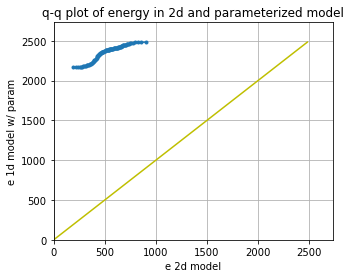 q-q plot of energy in 2d and parameterized model
2500
2000
1500
1000
500
0
e 1d model w/ param
0 500 1000 1500 2000 2500
e 2d model